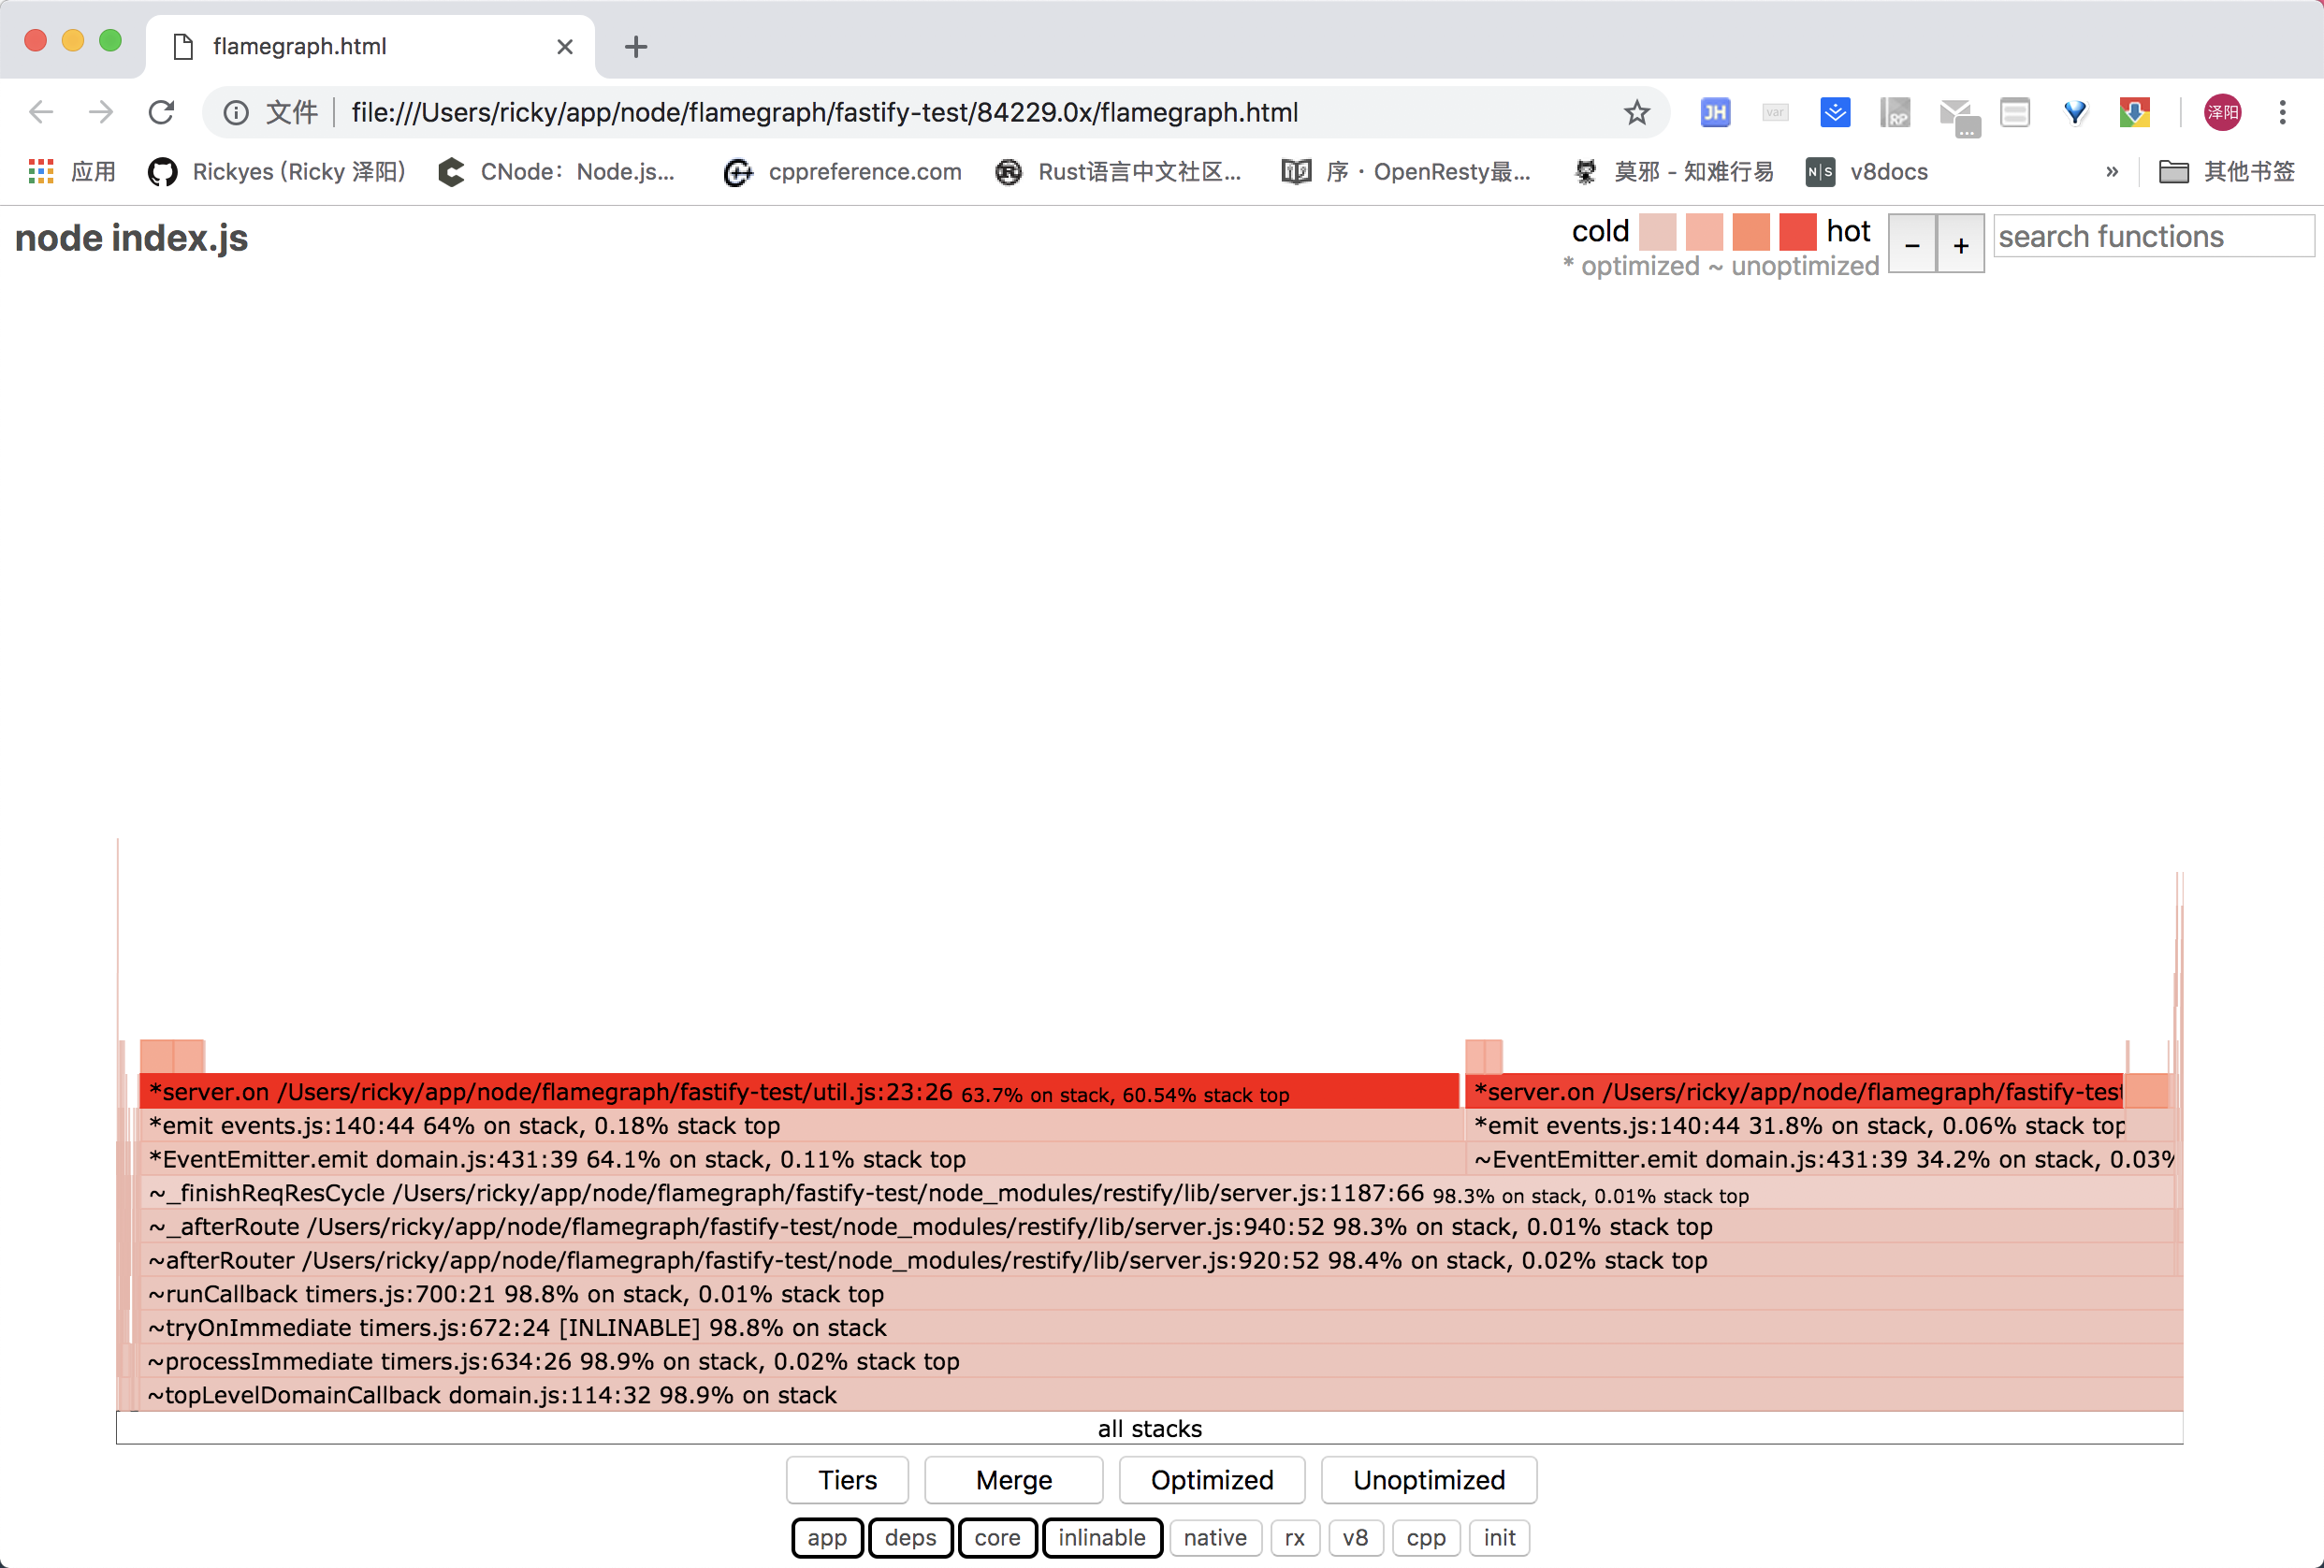 flamegraph.html
文件 file:///Users/ricky/app/node/flamegraph/fastify-test/84229.0x/flamegraph.html JH var RP 泽阳
应用 Rickyes (Ricky 泽阳) CNode：Node.js... cppreference.com Rust语言中文社区... 序 · OpenResty最... 莫邪 - 知难行易 N|S v8docs » 其他书签
node index.js cold hot − + search functions
* optimized ~ unoptimized
*server.on /Users/ricky/app/node/flamegraph/fastify-test/util.js:23:26 63.7% on stack, 60.54% stack top *server.on /Users/ricky/app/node/flamegraph/fastify-test
*emit events.js:140:44 64% on stack, 0.18% stack top *emit events.js:140:44 31.8% on stack, 0.06% stack top
*EventEmitter.emit domain.js:431:39 64.1% on stack, 0.11% stack top ~EventEmitter.emit domain.js:431:39 34.2% on stack, 0.03%
~_finishReqResCycle /Users/ricky/app/node/flamegraph/fastify-test/node_modules/restify/lib/server.js:1187:66 98.3% on stack, 0.01% stack top
~_afterRoute /Users/ricky/app/node/flamegraph/fastify-test/node_modules/restify/lib/server.js:940:52 98.3% on stack, 0.01% stack top
~afterRouter /Users/ricky/app/node/flamegraph/fastify-test/node_modules/restify/lib/server.js:920:52 98.4% on stack, 0.02% stack top
~runCallback timers.js:700:21 98.8% on stack, 0.01% stack top
~tryOnImmediate timers.js:672:24 [INLINABLE] 98.8% on stack
~processImmediate timers.js:634:26 98.9% on stack, 0.02% stack top
~topLevelDomainCallback domain.js:114:32 98.9% on stack
all stacks
Tiers Merge Optimized Unoptimized
app deps core inlinable native rx v8 cpp init